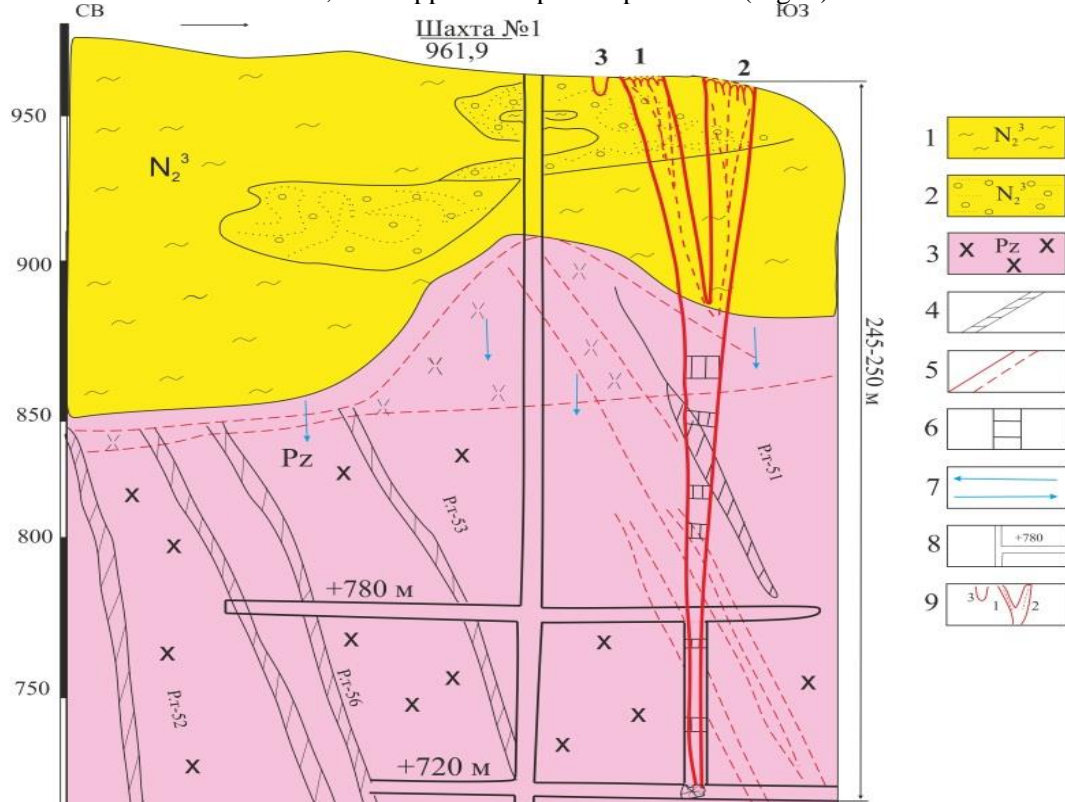 СВ
ЮЗ
Шахта №1
961,9
3 1 2
950
900
850
800
750
N₂³
Pz
Р.т-51
Р.т-53
Р.т-56
Р.т-52
+780 м
+720 м
245-250 м
1 N₂³
2 N₂³
3 Pz
4
5
6
7
8 +780
9 3 1 2